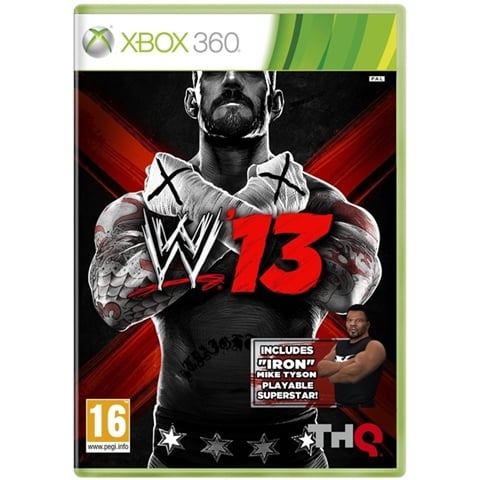 XBOX 360
PAL
X X
W '13
INCLUDES
"IRON"
MIKE TYSON
PLAYABLE
SUPERSTAR!
16
www.pegi.info
THQ